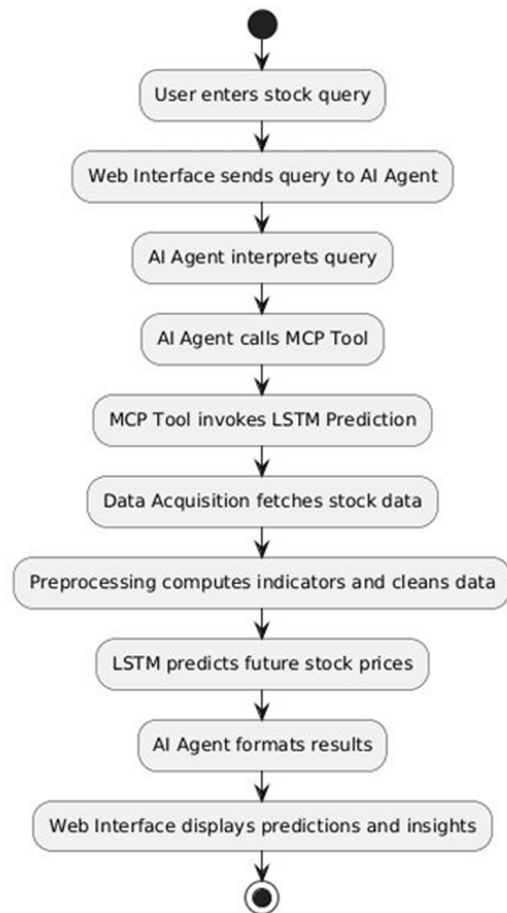 User enters stock query
Web Interface sends query to AI Agent
AI Agent interprets query
AI Agent calls MCP Tool
MCP Tool invokes LSTM Prediction
Data Acquisition fetches stock data
Preprocessing computes indicators and cleans data
LSTM predicts future stock prices
AI Agent formats results
Web Interface displays predictions and insights